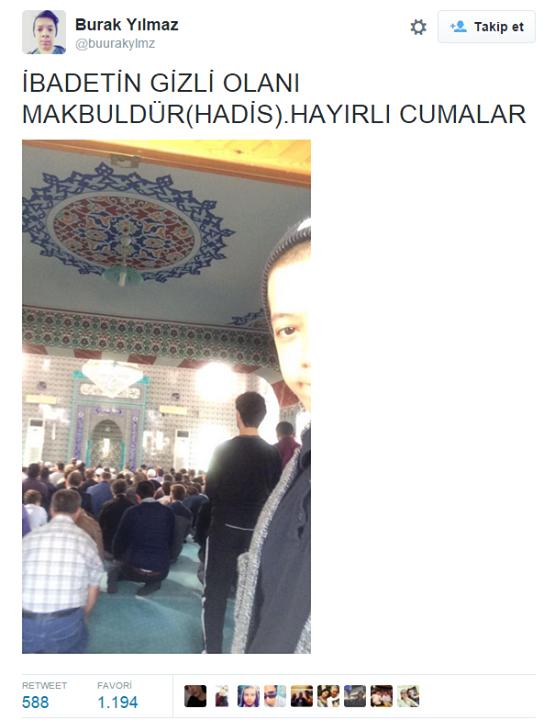 Burak Yılmaz
@buurakylmz
Takip et
İBADETİN GİZLİ OLANI
MAKBULDÜR(HADİS).HAYIRLI CUMALAR
RETWEET
FAVORİ
588
1.194